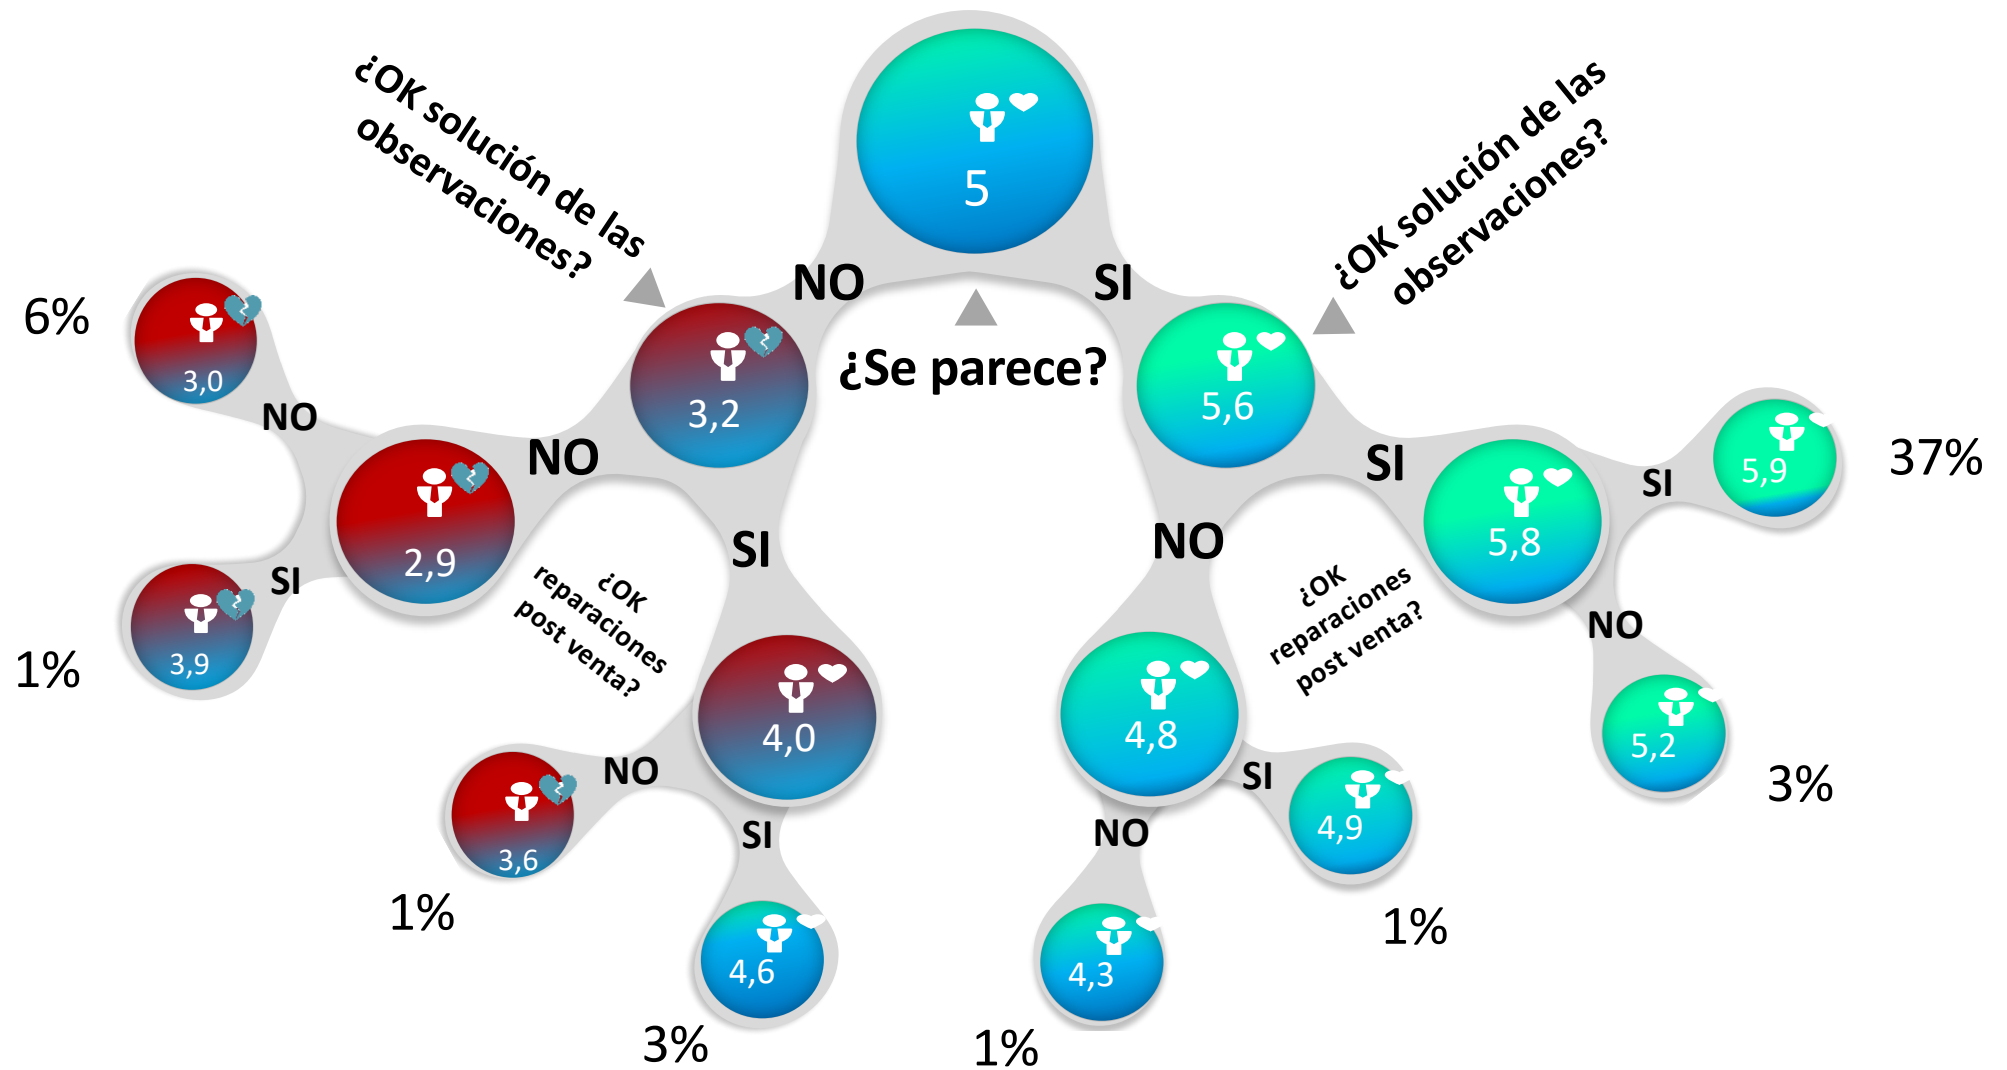 5
¿OK solución de las
observaciones?
¿OK solución de las
observaciones?
NO
SI
¿Se parece?
3,2
5,6
6%
3,0
NO
NO
2,9
SI
5,8
SI
5,9
37%
SI
NO
SI
3,9
1%
¿OK
reparaciones
post venta?
¿OK
reparaciones
post venta?
NO
5,2
3%
4,0
4,8
NO
3,6
1%
SI
4,6
3%
NO
4,3
1%
SI
4,9
1%